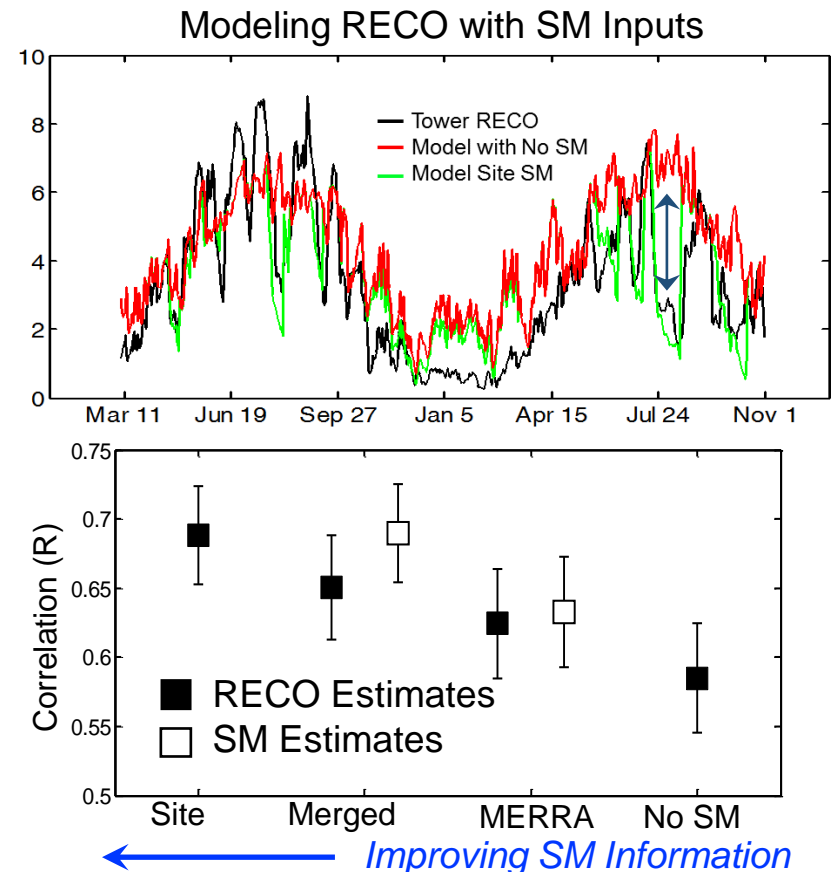 Modeling RECO with SM Inputs
10
8
6
4
2
0
Tower RECO
Model with No SM
Model Site SM
Mar 11 Jun 19 Sep 27 Jan 5 Apr 15 Jul 24 Nov 1
0.75
0.7
0.65
0.6
0.55
0.5
Correlation (R)
RECO Estimates
SM Estimates
Site Merged MERRA No SM
Improving SM Information